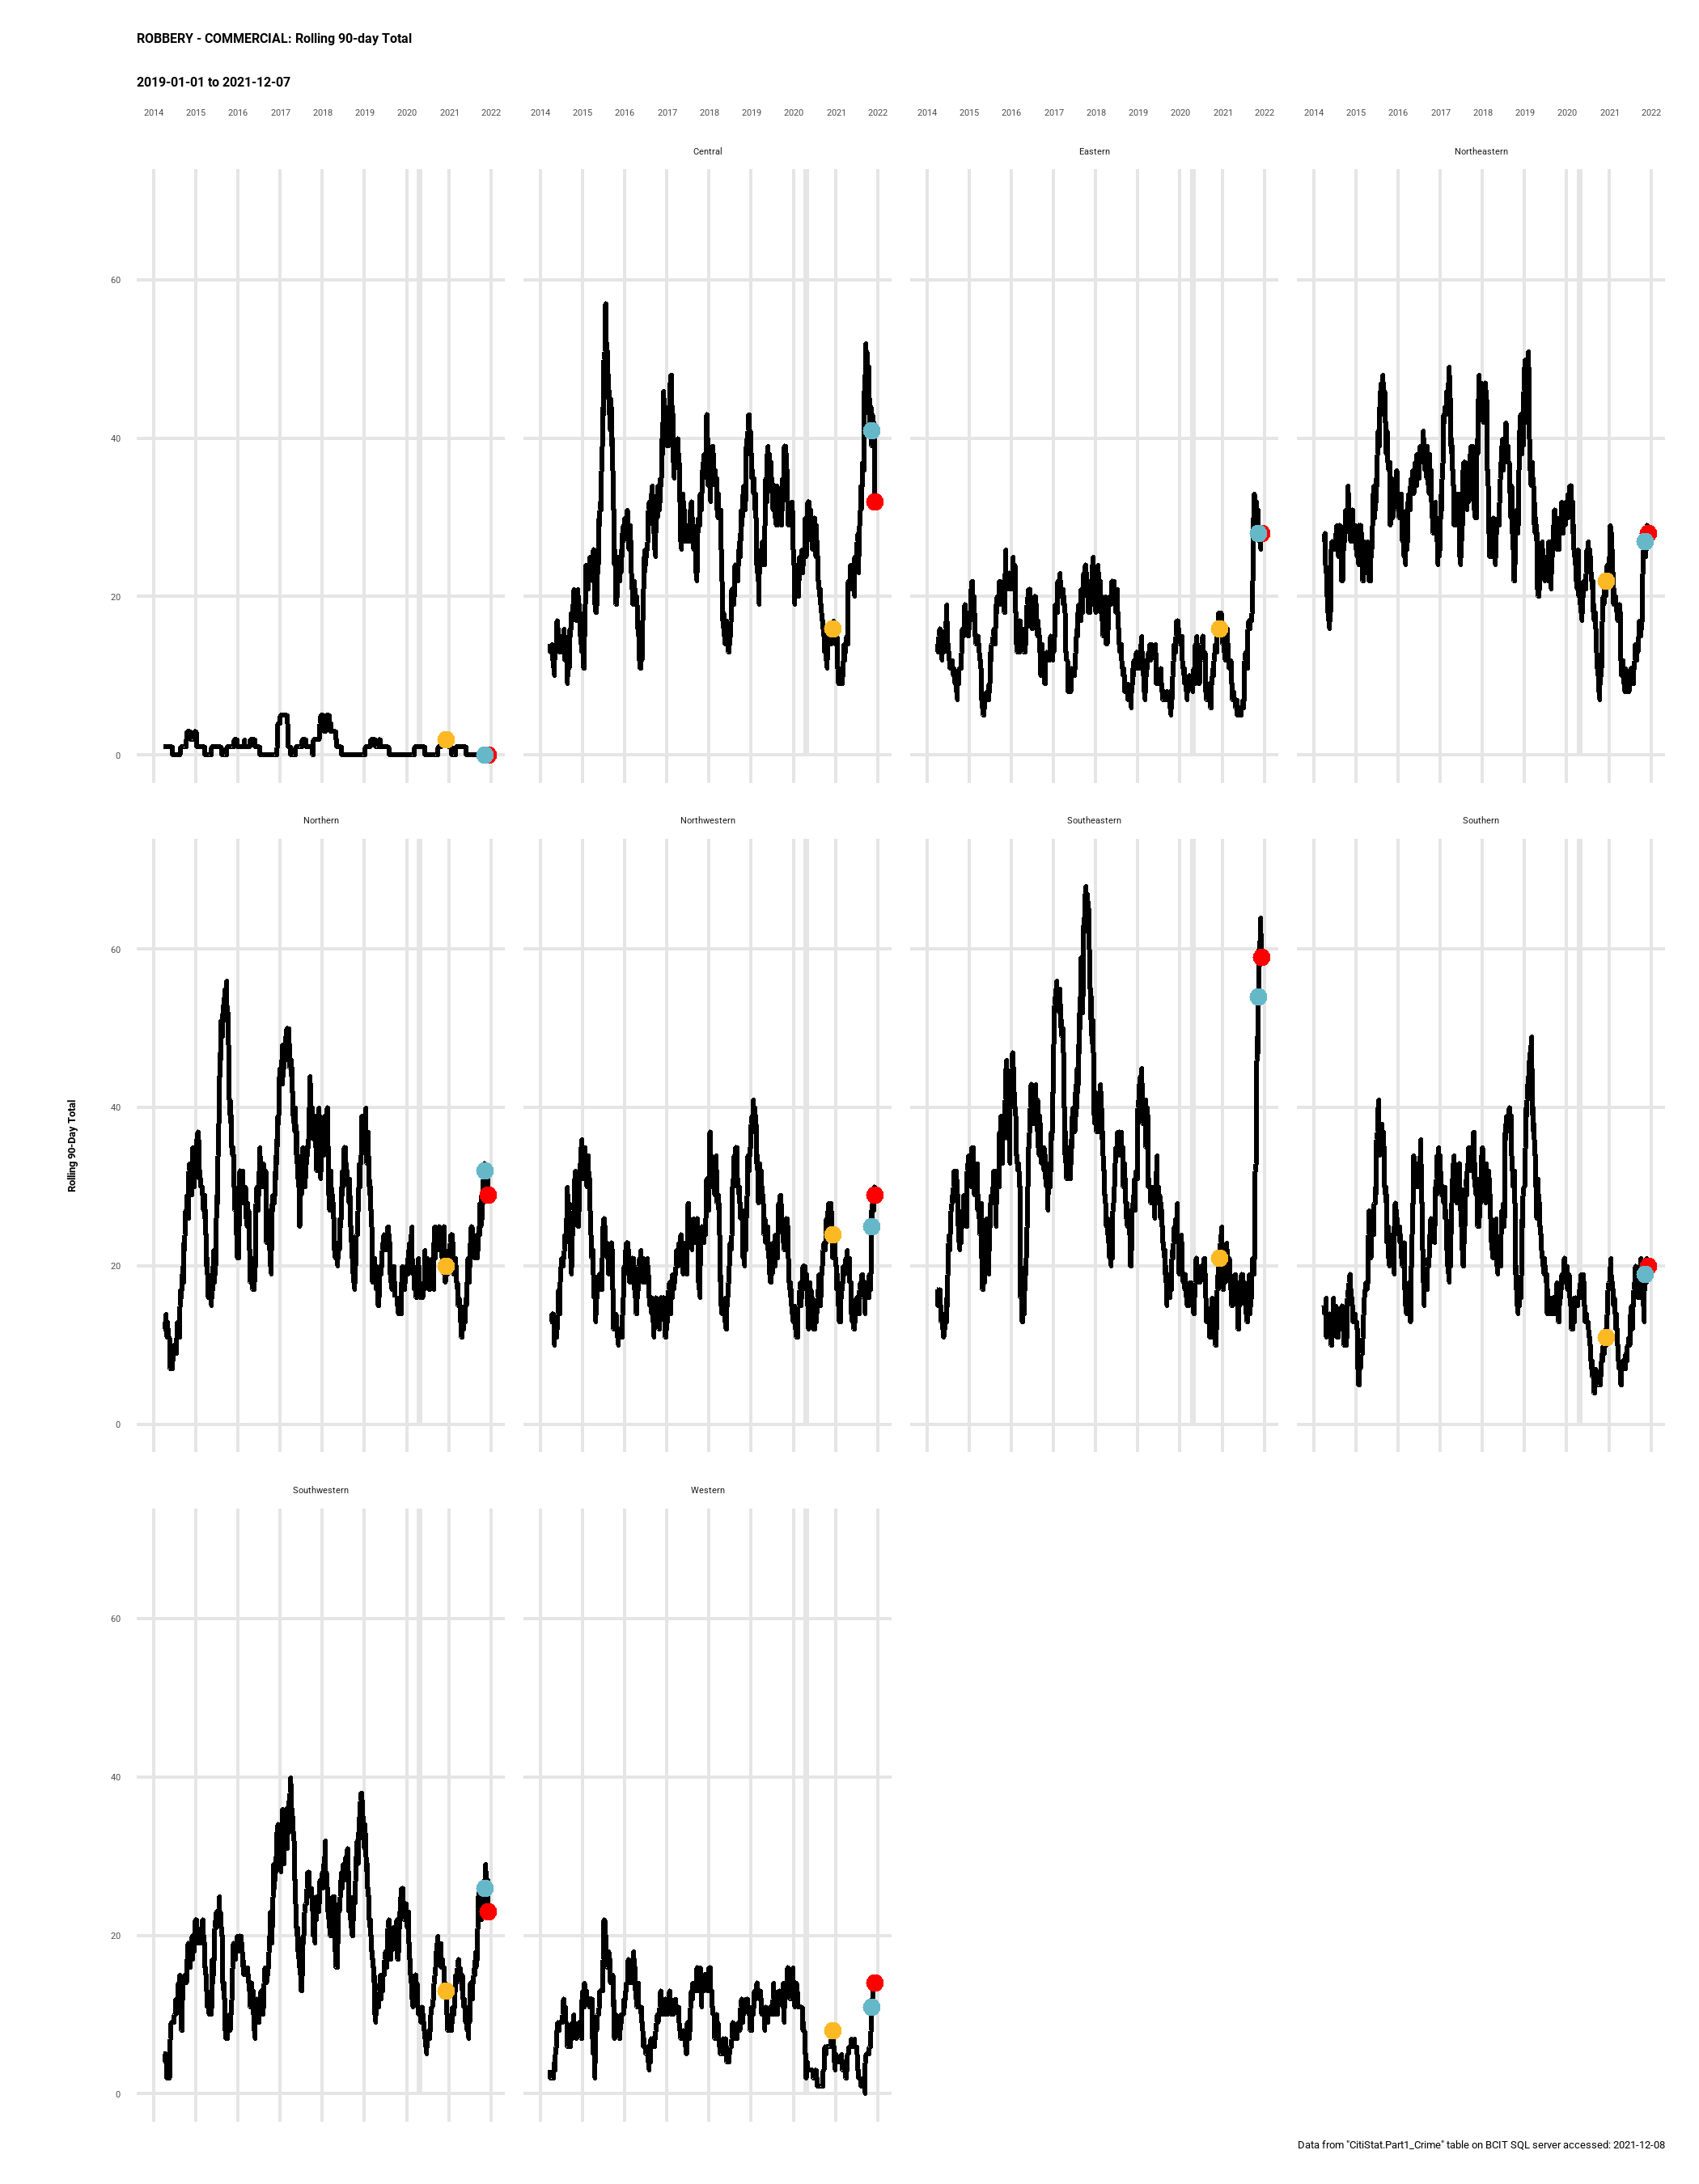 ROBBERY - COMMERCIAL: Rolling 90-day Total
2019-01-01 to 2021-12-07
2014 2015 2016 2017 2018 2019 2020 2021 2022 2014 2015 2016 2017 2018 2019 2020 2021 2022 2014 2015 2016 2017 2018 2019 2020 2021 2022 2014 2015 2016 2017 2018 2019 2020 2021 2022
Central Eastern Northeastern
60
40
20
0
Northern Northwestern Southeastern Southern
60
40
20
0
Rolling 90-Day Total
Southwestern Western
60
40
20
0
Data from "CitiStat.Part1_Crime" table on BCIT SQL server accessed: 2021-12-08